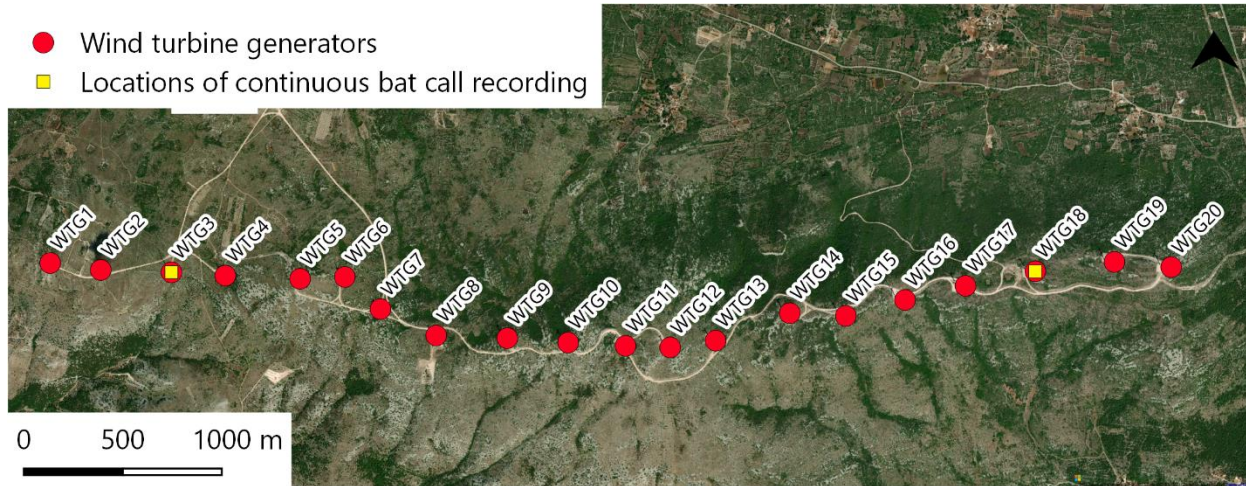 Wind turbine generators
Locations of continuous bat call recording
WTG1
WTG2
WTG3
WTG4
WTG5
WTG6
WTG7
WTG8
WTG9
WTG10
WTG11
WTG12
WTG13
WTG14
WTG15
WTG16
WTG17
WTG18
WTG19
WTG20
0 500 1000 m